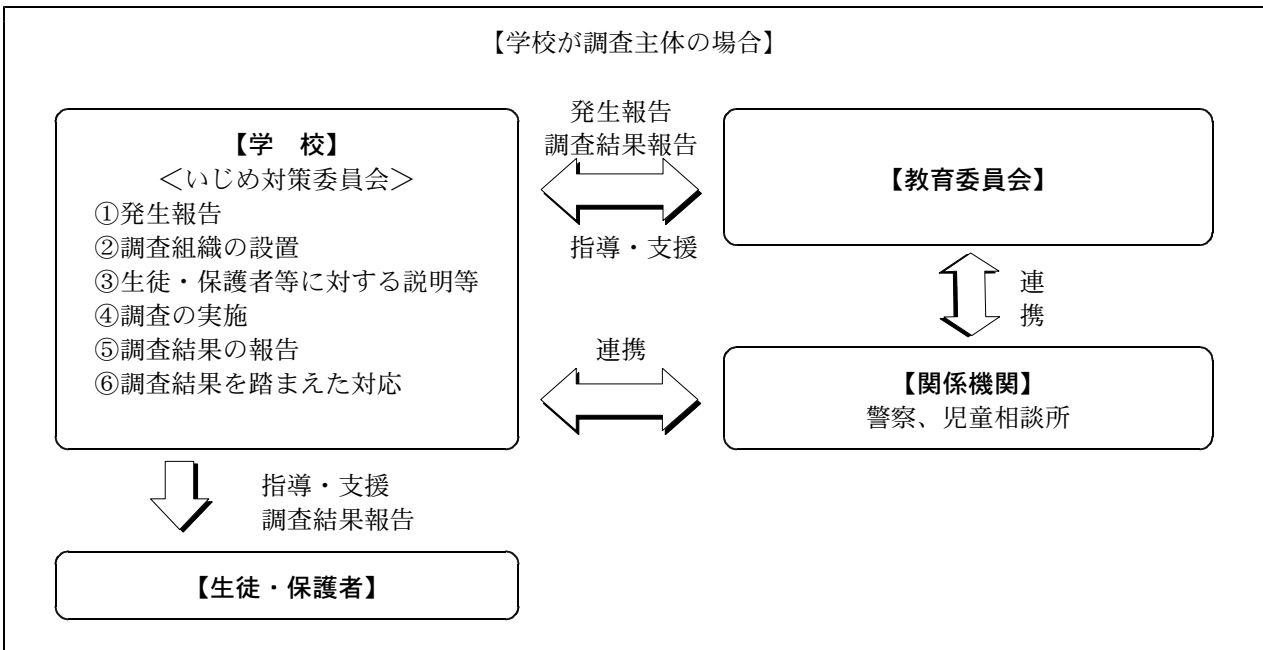 【学校が調査主体の場合】
【学　校】
＜いじめ対策委員会＞
①発生報告
②調査組織の設置
③生徒・保護者等に対する説明等
④調査の実施
⑤調査結果の報告
⑥調査結果を踏まえた対応
発生報告
調査結果報告
指導・支援
【教育委員会】
連
携
連携
【関係機関】
警察、児童相談所
指導・支援
調査結果報告
【生徒・保護者】